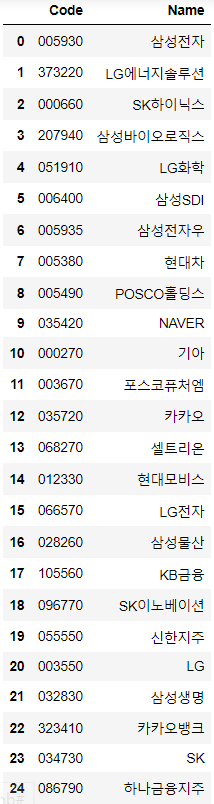 Code Name
0 005930 삼성전자
1 373220 LG에너지솔루션
2 000660 SK하이닉스
3 207940 삼성바이오로직스
4 051910 LG화학
5 006400 삼성SDI
6 005935 삼성전자우
7 005380 현대차
8 005490 POSCO홀딩스
9 035420 NAVER
10 000270 기아
11 003670 포스코퓨처엠
12 035720 카카오
13 068270 셀트리온
14 012330 현대모비스
15 066570 LG전자
16 028260 삼성물산
17 105560 KB금융
18 096770 SK이노베이션
19 055550 신한지주
20 003550 LG
21 032830 삼성생명
22 323410 카카오뱅크
23 034730 SK
24 086790 하나금융지주